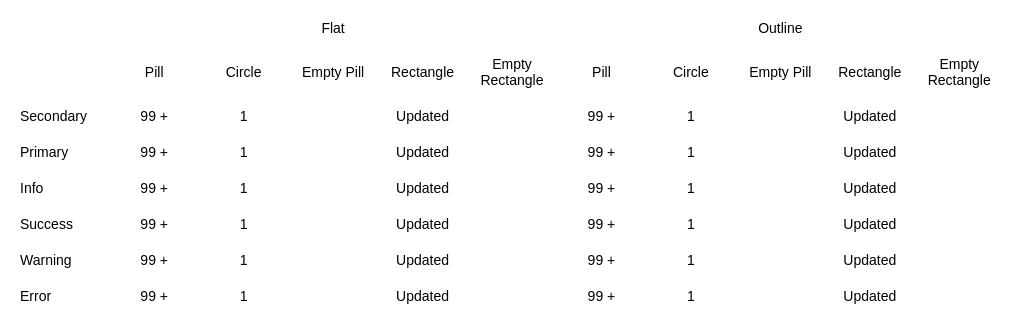 Flat Outline
Pill Circle Empty Pill Rectangle Empty Rectangle Pill Circle Empty Pill Rectangle Empty Rectangle
Secondary 99 + 1 Updated 99 + 1 Updated
Primary 99 + 1 Updated 99 + 1 Updated
Info 99 + 1 Updated 99 + 1 Updated
Success 99 + 1 Updated 99 + 1 Updated
Warning 99 + 1 Updated 99 + 1 Updated
Error 99 + 1 Updated 99 + 1 Updated